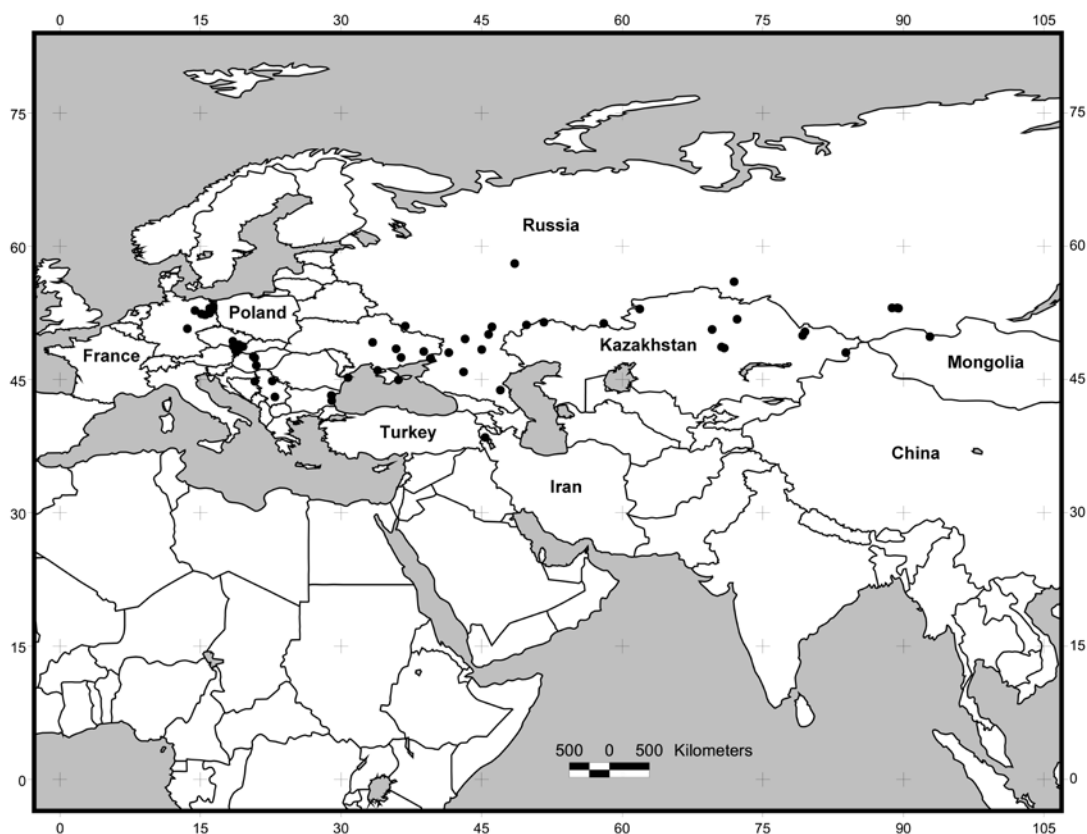 0 15 30 45 60 75 90 105
75 75
Russia
60 60
Poland
France
Kazakhstan
Mongolia
45 45
Turkey
China
Iran
30 30
15 15
500 0 500 Kilometers
0 0
0 15 30 45 60 75 90 105